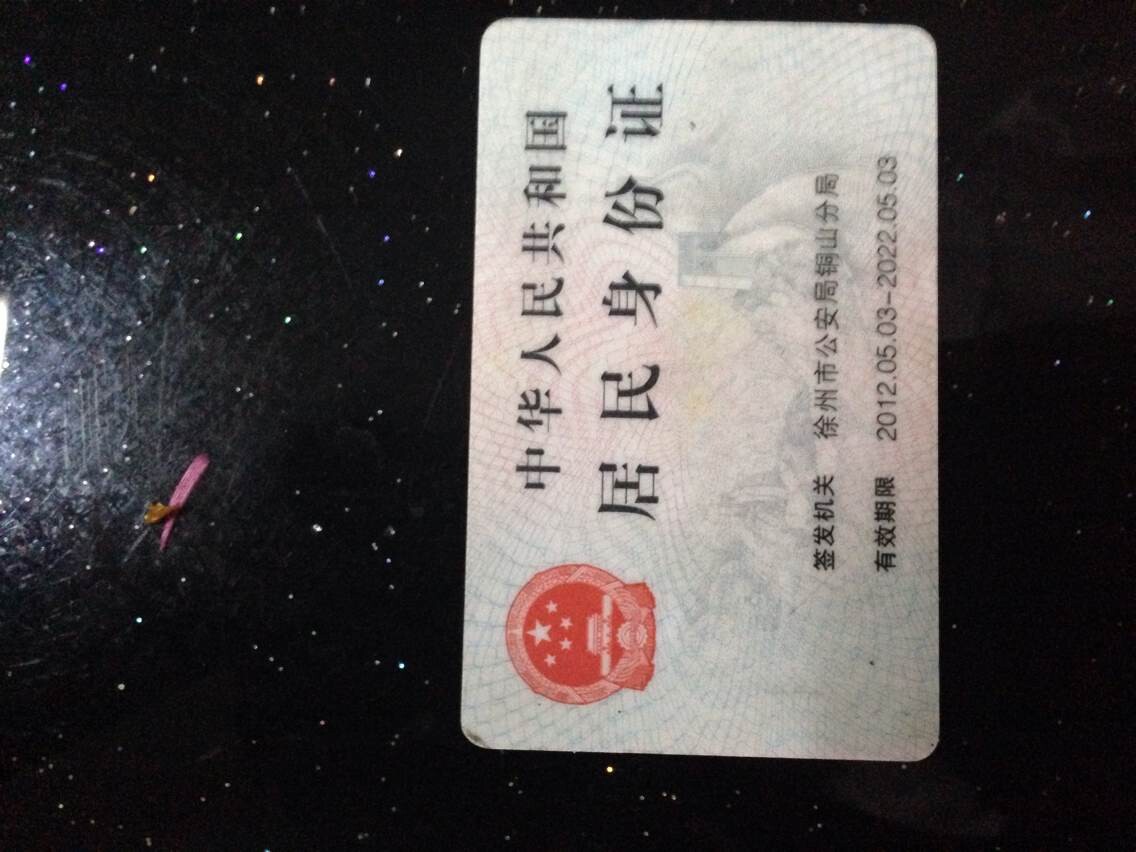 中华人民共和国
居民身份证
签发机关 徐州市公安局铜山分局
有效期限 2012.05.03-2022.05.03